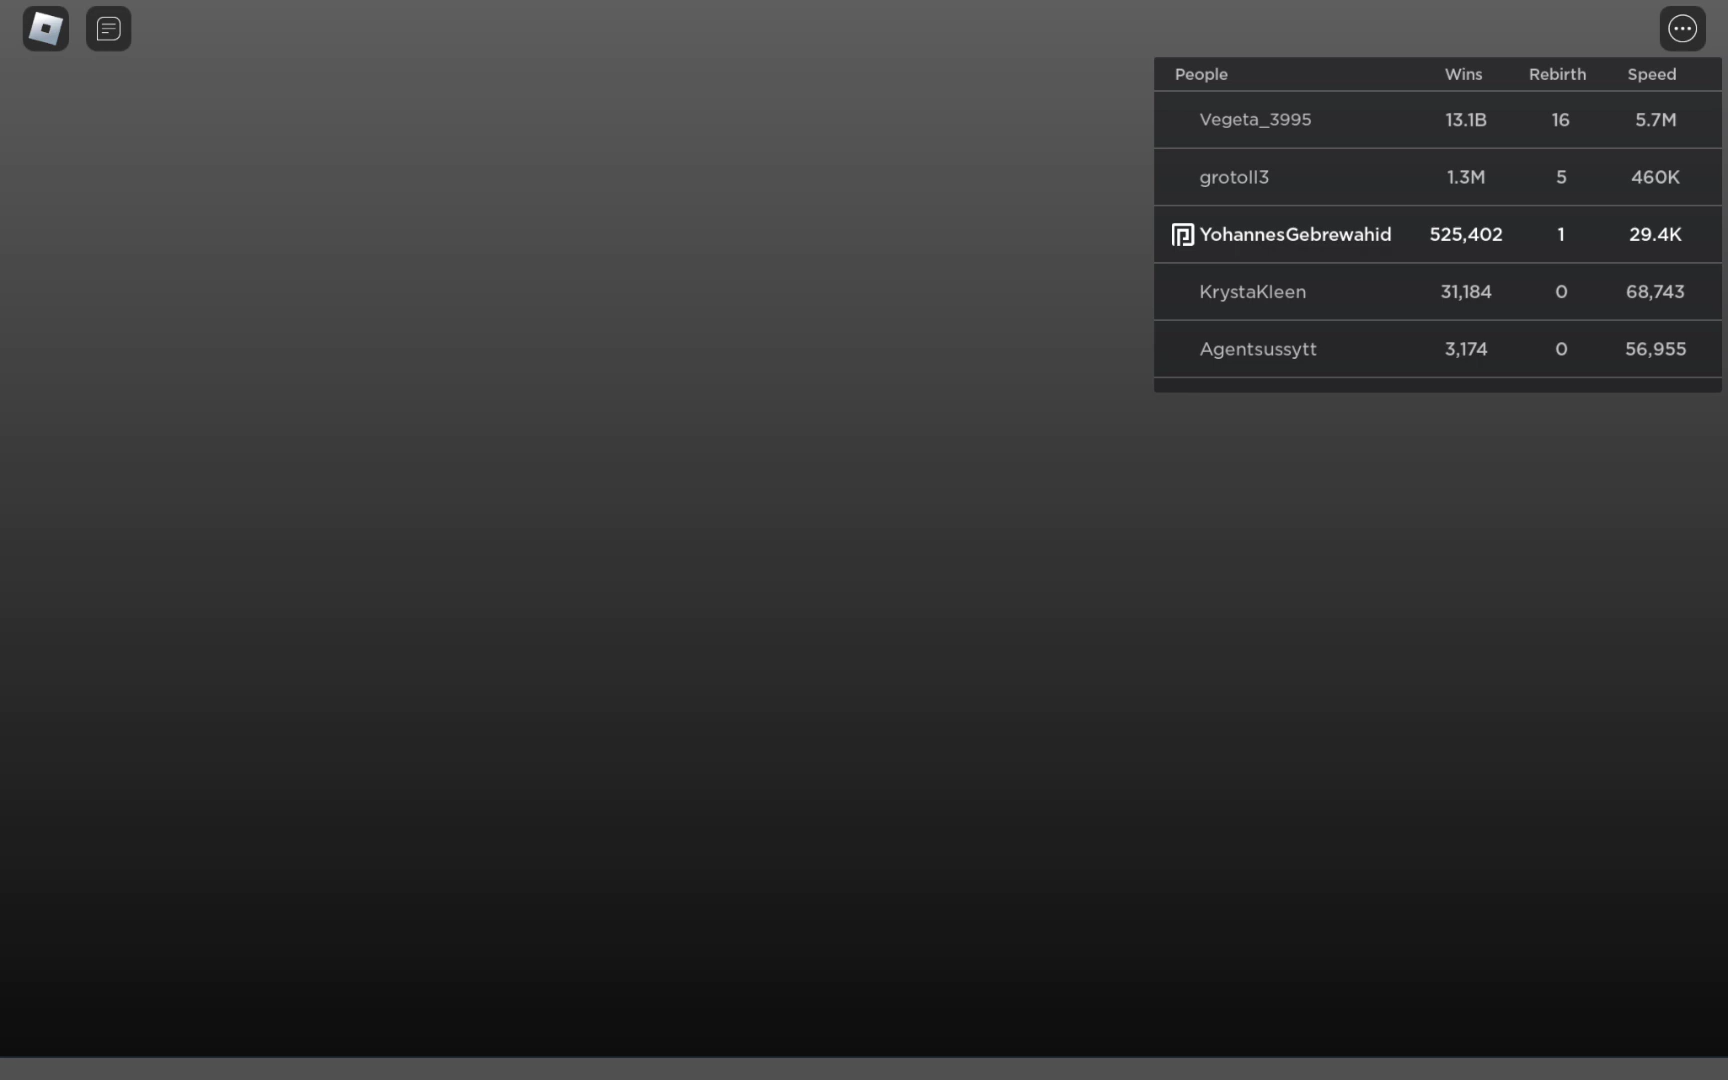 People Wins Rebirth Speed
Vegeta_3995 13.1B 16 5.7M
grotoll3 1.3M 5 460K
YohannesGebrewahid 525,402 1 29.4K
KrystaKleen 31,184 0 68,743
Agentsussytt 3,174 0 56,955